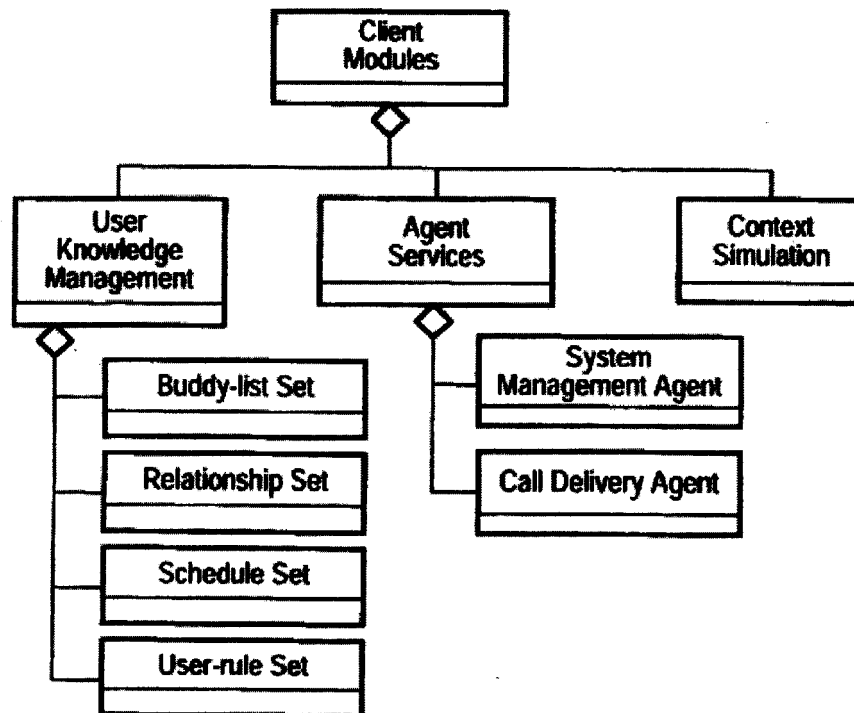 Client
Modules
User
Knowledge
Management
Agent
Services
Context
Simulation
Buddy-list Set
Relationship Set
Schedule Set
User-rule Set
System
Management Agent
Call Delivery Agent